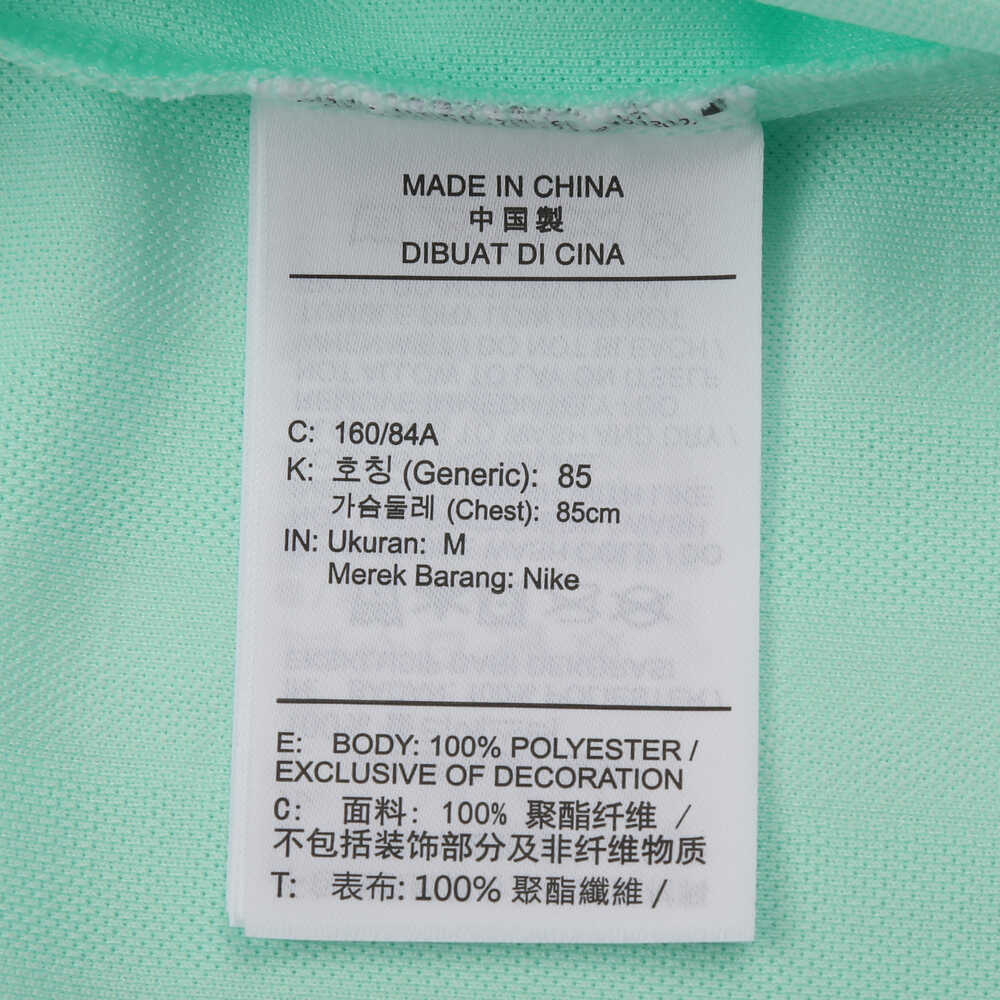 MADE IN CHINA
中国製
DIBUAT DI CINA
C: 160/84A
K: 호칭 (Generic): 85
가슴둘레 (Chest): 85cm
IN: Ukuran: M
Merek Barang: Nike
E: BODY: 100% POLYESTER /
EXCLUSIVE OF DECORATION
C: 面料: 100% 聚酯纤维 /
不包括装饰部分及非纤维物质
T: 表布: 100% 聚酯纖維 /